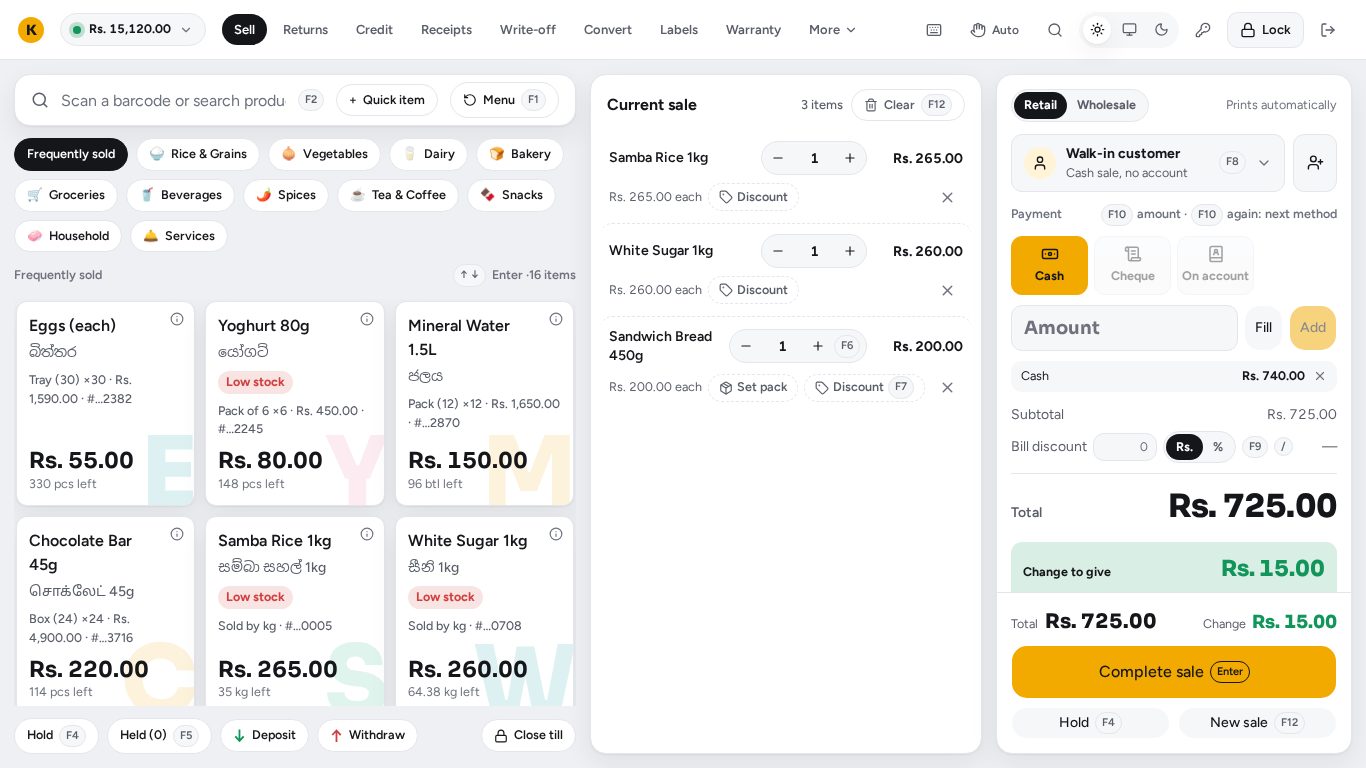 K
Rs. 15,120.00
Sell
Returns
Credit
Receipts
Write-off
Convert
Labels
Warranty
More
Auto
Lock
Scan a barcode or search produ
F2
+ Quick item
Menu F1
Frequently sold
Rice & Grains
Vegetables
Dairy
Bakery
Groceries
Beverages
Spices
Tea & Coffee
Snacks
Household
Services
Frequently sold
↑↓ Enter ·16 items
Eggs (each)
බිත්තර
Tray (30) ×30 · Rs.
1,590.00 · #…2382
E
Rs. 55.00
330 pcs left
Yoghurt 80g
යෝගට්
Low stock
Pack of 6 ×6 · Rs. 450.00 ·
#…2245
Y
Rs. 80.00
148 pcs left
Mineral Water
1.5L
ජලය
Pack (12) ×12 · Rs. 1,650.00
· #…2870
M
Rs. 150.00
96 btl left
Chocolate Bar
45g
சொக்லேட் 45g
Box (24) ×24 · Rs.
4,900.00 · #…3716
C
Rs. 220.00
114 pcs left
Samba Rice 1kg
සම්බා සහල් 1kg
Low stock
Sold by kg · #…0005
S
Rs. 265.00
35 kg left
White Sugar 1kg
සීනි 1kg
Low stock
Sold by kg · #…0708
W
Rs. 260.00
64.38 kg left
Hold F4
Held (0) F5
Deposit
Withdraw
Close till
Current sale
3 items
Clear F12
Samba Rice 1kg
− 1 +
Rs. 265.00
Rs. 265.00 each
Discount
White Sugar 1kg
− 1 +
Rs. 260.00
Rs. 260.00 each
Discount
Sandwich Bread
450g
− 1 + F6
Rs. 200.00
Rs. 200.00 each
Set pack
Discount F7
Retail
Wholesale
Prints automatically
Walk-in customer
Cash sale, no account
F8
Payment
F10 amount · F10 again: next method
Cash
Cheque
On account
Amount
Fill
Add
Cash
Rs. 740.00
Subtotal
Rs. 725.00
Bill discount
0
Rs.
%
F9
/
—
Total
Rs. 725.00
Change to give
Rs. 15.00
Total Rs. 725.00
Change Rs. 15.00
Complete sale Enter
Hold F4
New sale F12